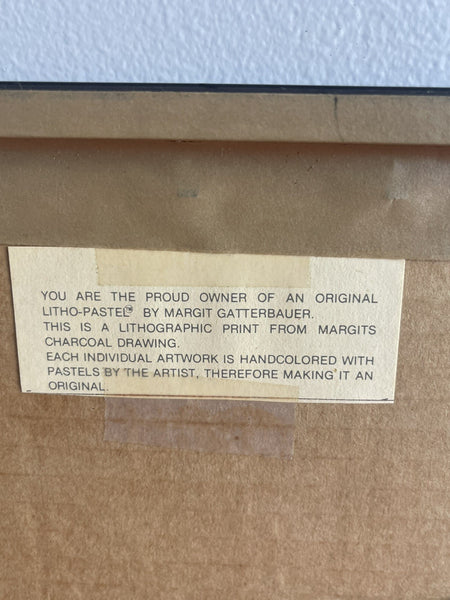 YOU ARE THE PROUD OWNER OF AN ORIGINAL
LITHO-PASTEL® BY MARGIT GATTERBAUER.
THIS IS A LITHOGRAPHIC PRINT FROM MARGITS
CHARCOAL DRAWING.
EACH INDIVIDUAL ARTWORK IS HANDCOLORED WITH
PASTELS BY THE ARTIST, THEREFORE MAKING IT AN
ORIGINAL.